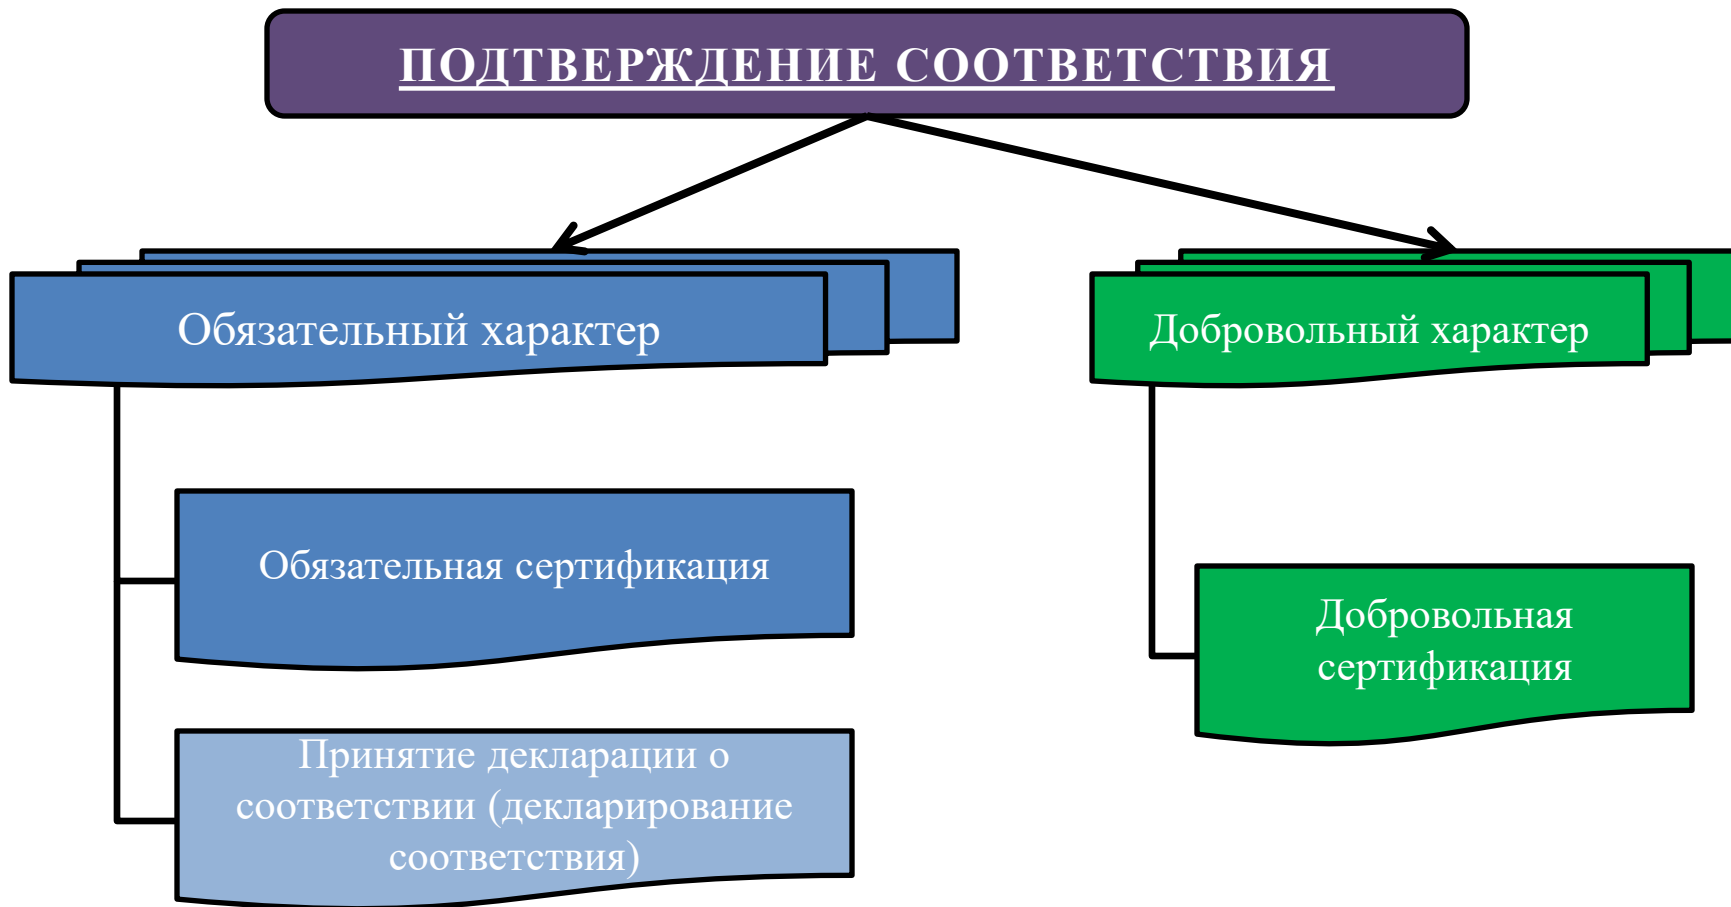 ПОДТВЕРЖДЕНИЕ СООТВЕТСТВИЯ
Обязательный характер
Добровольный характер
Обязательная сертификация
Добровольная
сертификация
Принятие декларации о
соответствии (декларирование
соответствия)